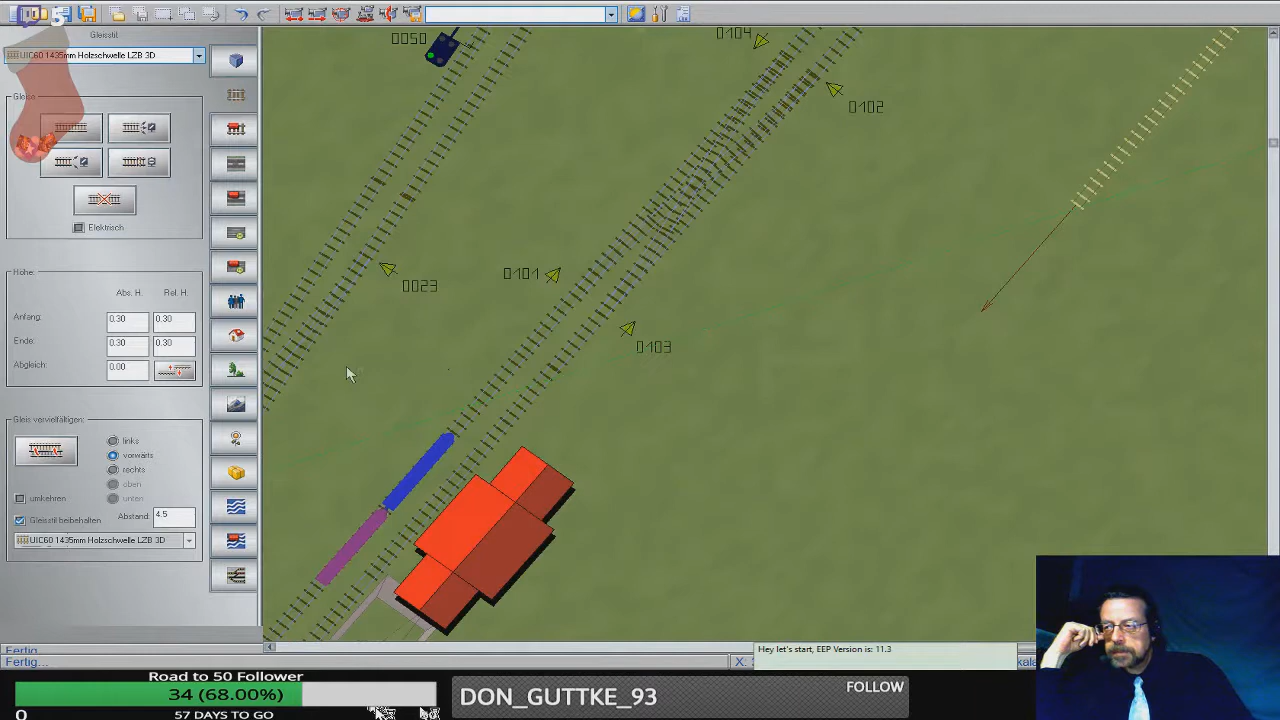 5
Gleisstil:
UIC60 1435mm Holzschwelle LZB 3D
Gleise
Elektrisch
Höhe:
Abs. H. Rel. H.
Anfang: 0.30 0.30
Ende: 0.30 0.30
Abgleich: 0.00
Gleis vervielfältigen:
links
vorwärts
rechts
oben
unten
umkehren
Gleisstil beibehalten Abstand: 4.5
UIC60 1435mm Holzschwelle LZB 3D
0050
0104
0102
0101
0023
0103
Fertig
Fertig...
X:
Hey let's start, EEP Version is: 11.3
Road to 50 Follower
34 (68.00%)
0
57 DAYS TO GO
DON_GUTTKE_93
FOLLOW